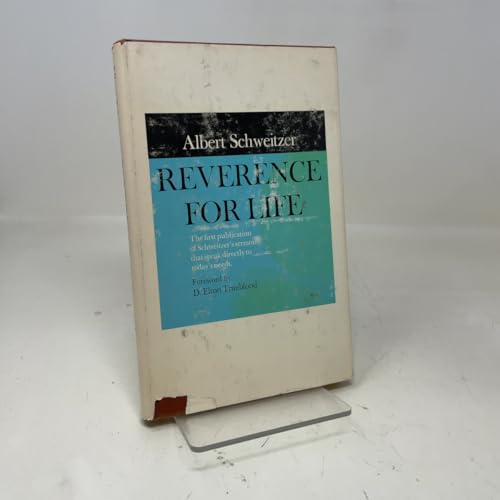 Albert Schweitzer
REVERENCE
FOR LIFE
The first publication
of Schweitzer's sermons
that speak directly to
today's needs.
Foreword by
D. Elton Trueblood